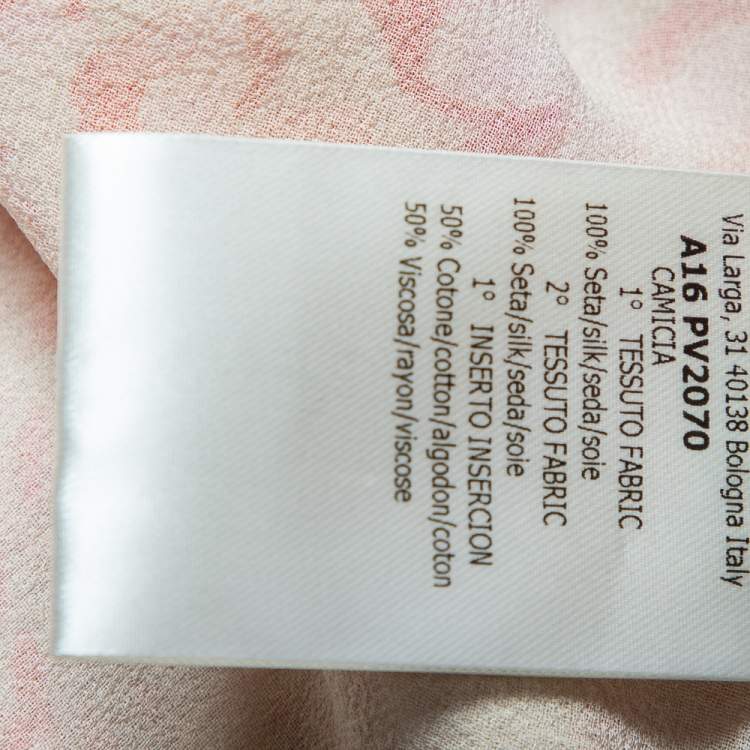 Via Larga, 31 40138 Bologna Italy
A16 PV2070
CAMICIA
1° TESSUTO FABRIC
100% Seta/silk/seda/soie
2° TESSUTO FABRIC
100% Seta/silk/seda/soie
1° INSERTO INSERCION
50% Cotone/cotton/algodon/coton
50% Viscosa/rayon/viscose